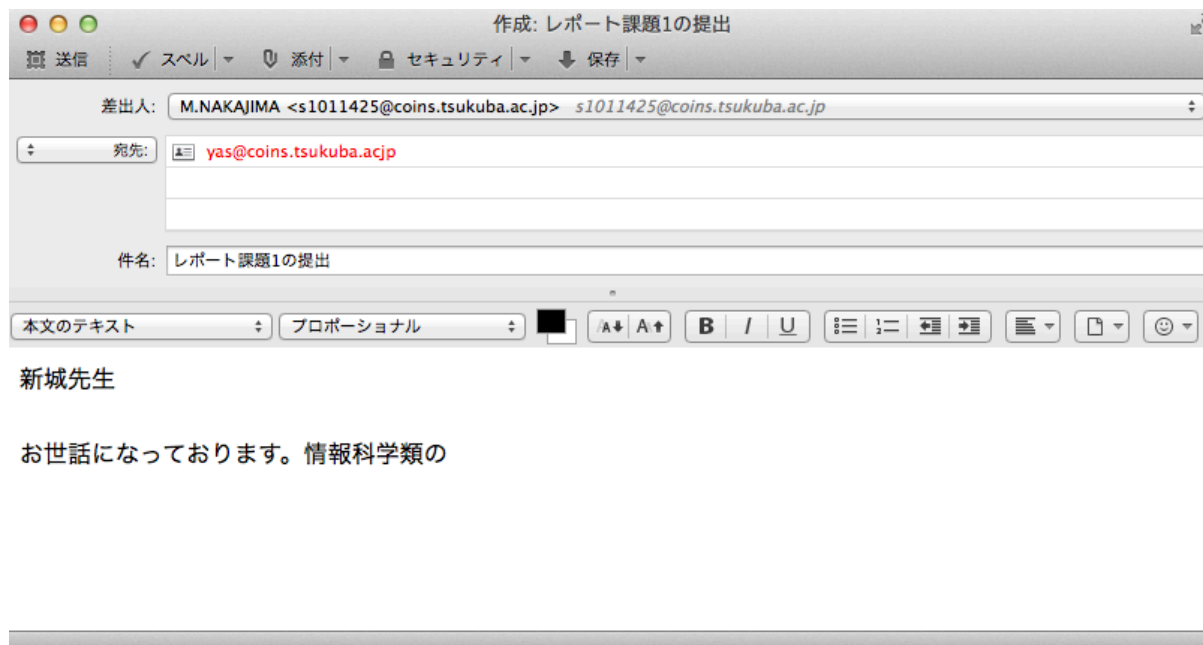 作成: レポート課題1の提出
送信 スペル 添付 セキュリティ 保存
差出人: M.NAKAJIMA <s1011425@coins.tsukuba.ac.jp> s1011425@coins.tsukuba.ac.jp
宛先: yas@coins.tsukuba.acjp
件名: レポート課題1の提出
本文のテキスト プロポーショナル A A B I U
新城先生
お世話になっております。情報科学類の